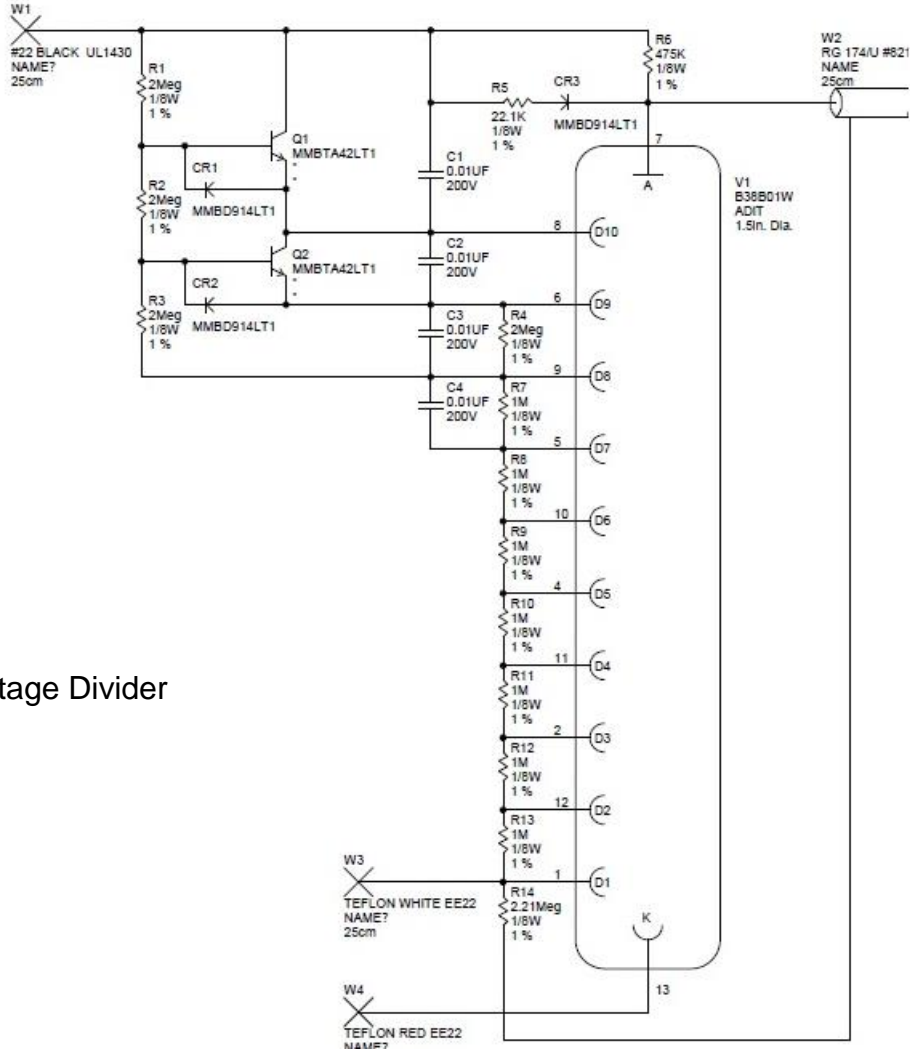 W1
#22 BLACK UL1430
NAME?
25cm
R1
2Meg
1/8W
1 %
Q1
MMBTA42LT1
CR1
MMBD914LT1
R2
2Meg
1/8W
1 %
Q2
MMBTA42LT1
CR2
MMBD914LT1
R3
2Meg
1/8W
1 %
C1
0.01UF
200V
C2
0.01UF
200V
C3
0.01UF
200V
C4
0.01UF
200V
R5
22.1K
1/8W
1 %
CR3
MMBD914LT1
R6
475K
1/8W
1 %
W2
RG 174/U #821
NAME
25cm
7
A
V1
B38B01W
ADIT
1.5in. Dia.
8
D10
6
D9
R4
2Meg
1/8W
1 %
9
D8
R7
1M
1/8W
1 %
5
D7
R8
1M
1/8W
1 %
10
D6
R9
1M
1/8W
1 %
4
D5
R10
1M
1/8W
1 %
11
D4
R11
1M
1/8W
1 %
2
D3
R12
1M
1/8W
1 %
12
D2
R13
1M
1/8W
1 %
1
D1
R14
2.21Meg
1/8W
1 %
K
13
tage Divider
W3
TEFLON WHITE EE22
NAME?
25cm
W4
TEFLON RED EE22
NAME?